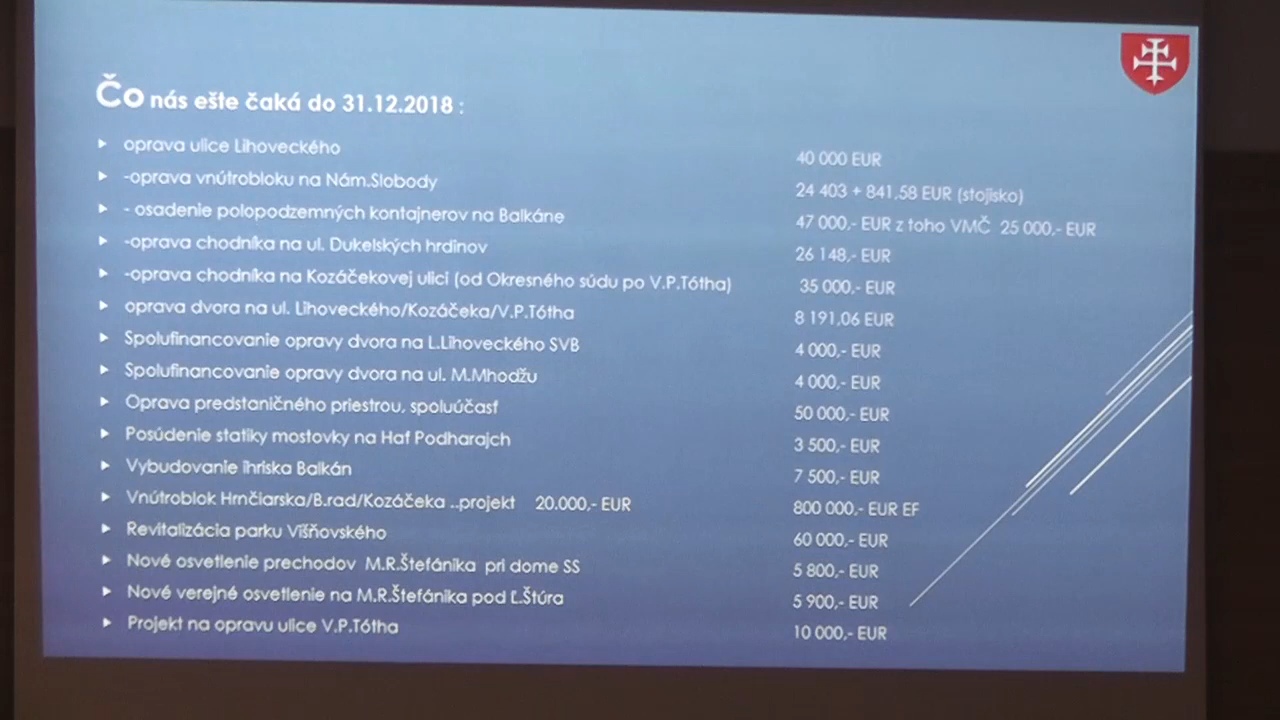 Čo nás ešte čaká do 31.12.2018 :
oprava ulice Lihoveckého 40 000 EUR
-oprava vnútrobloku na Nám.Slobody 24 403 + 841,58 EUR (stojisko)
- osadenie polopodzemných kontajnerov na Balkáne 47 000,- EUR z toho VMČ 25 000,- EUR
-oprava chodníka na ul. Dukelských hrdinov 26 148,- EUR
-oprava chodníka na Kozáčekovej ulici (od Okresného súdu po V.P.Tótha) 35 000,- EUR
oprava dvora na ul. Lihoveckého/Kozáčeka/V.P.Tótha 8 191,06 EUR
Spolufinancovanie opravy dvora na L.Lihoveckého SVB 4 000,- EUR
Spolufinancovanie opravy dvora na ul. M.Mhodžu 4 000,- EUR
Oprava predstaničného priestrou, spoluúčasť 50 000,- EUR
Posúdenie statiky mostovky na Haf Podharajch 3 500,- EUR
Vybudovanie ihriska Balkán 7 500,- EUR
Vnútroblok Hrnčiarska/B.rad/Kozáčeka ..projekt 20.000,- EUR 800 000,- EUR EF
Revitalizácia parku Višňovského 60 000,- EUR
Nové osvetlenie prechodov M.R.Štefánika pri dome SS 5 800,- EUR
Nové verejné osvetlenie na M.R.Štefánika pod Ľ.Štúra 5 900,- EUR
Projekt na opravu ulice V.P.Tótha 10 000,- EUR